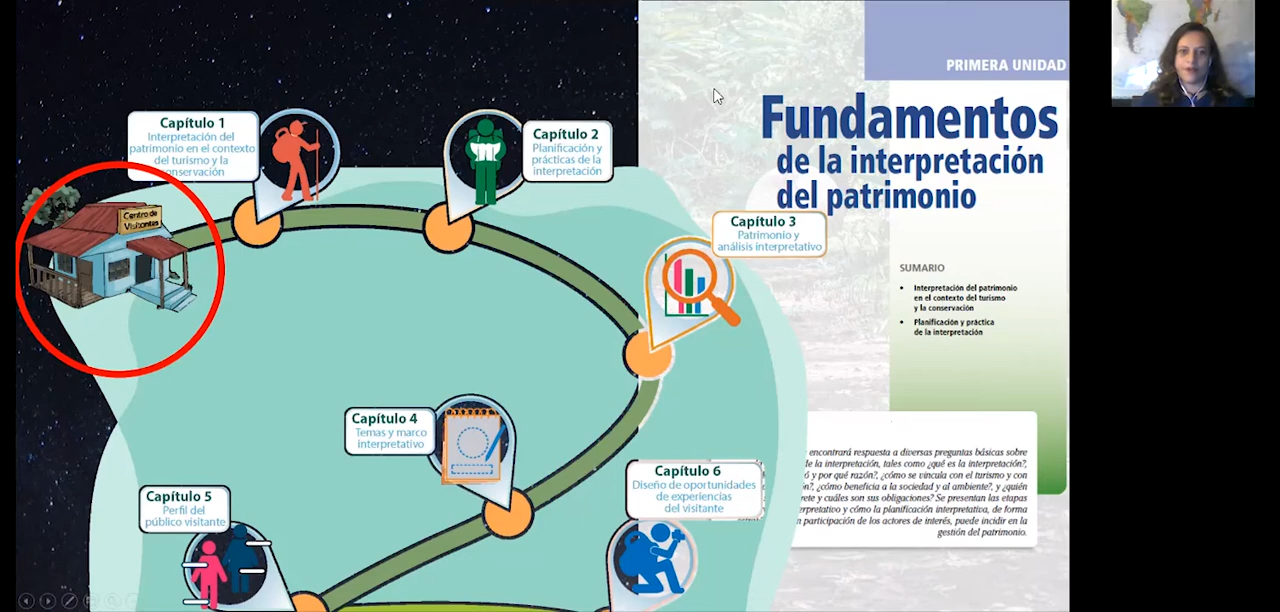 PRIMERA UNIDAD
Fundamentos
de la interpretación
del patrimonio
Capítulo 1
Interpretación del
patrimonio en el contexto
del turismo y la
conservación
Capítulo 2
Planificación y
prácticas de la
interpretación
Centro de
Visitantes
Capítulo 3
Patrimonio y
análisis interpretativo
SUMARIO
• Interpretación del patrimonio
en el contexto del turismo
y la conservación
• Planificación y práctica
de la interpretación
Capítulo 4
Temas y marco
interpretativo
Capítulo 5
Perfil del
público visitante
Capítulo 6
Diseño de oportunidades
de experiencias
del visitante
encontrará respuesta a diversas preguntas básicas sobre
de la interpretación, tales como ¿qué es la interpretación?,
ó y por qué razón?, ¿cómo se vincula con el turismo y con
n?, ¿cómo beneficia a la sociedad y al ambiente?, y ¿quién
rete y cuáles son sus obligaciones? Se presentan las etapas
erpretativo y cómo la planificación interpretativa, de forma
n participación de los actores de interés, puede incidir en la
gestión del patrimonio.